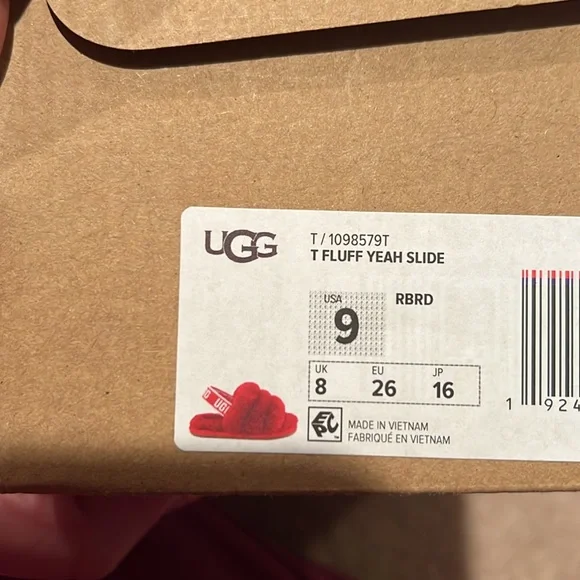 UGG
T / 1098579T
T FLUFF YEAH SLIDE
USA
9
RBRD
UK EU JP
8 26 16
EPC
MADE IN VIETNAM
FABRIQUÉ EN VIETNAM
1 924